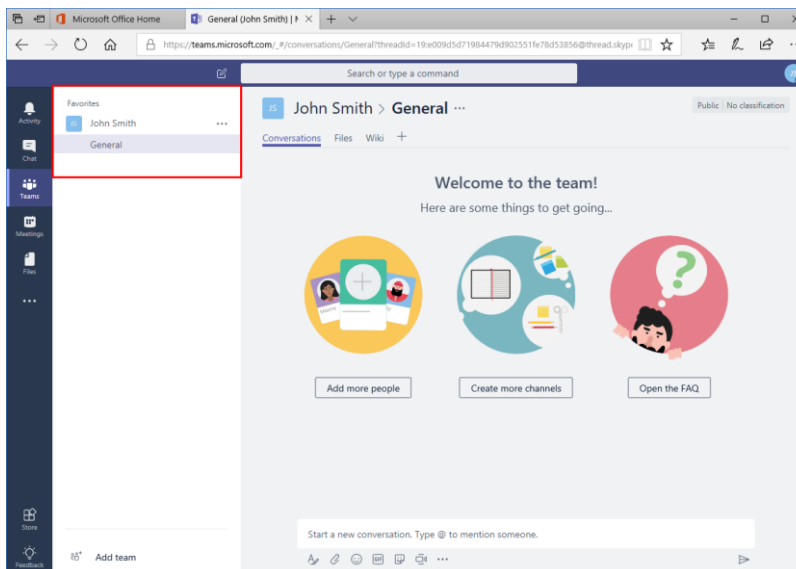 Microsoft Office Home
General (John Smith) | M
https://teams.microsoft.com/_#/conversations/General?threadId=19:e009d5d71984479d902551fe78d53856@thread.skype
Search or type a command
JS
Activity
Chat
Teams
Meetings
Files
Store
Feedback
Favorites
JS John Smith
General
Add team
JS John Smith > General
Public No classification
Conversations Files Wiki
Welcome to the team!
Here are some things to get going...
Maxine
Add more people Create more channels Open the FAQ
Start a new conversation. Type @ to mention someone.
GIF